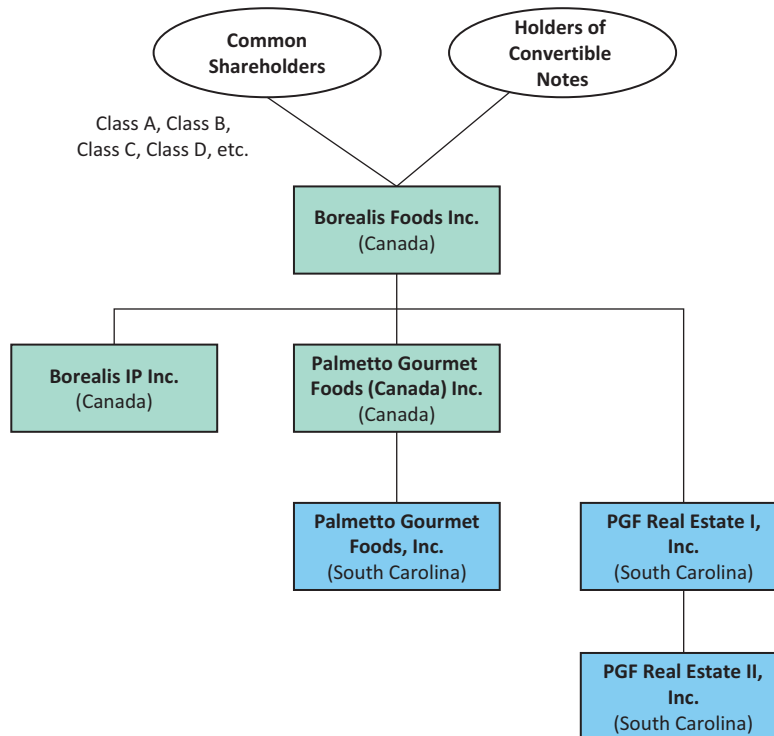 Common
Shareholders
Holders of
Convertible
Notes
Class A, Class B,
Class C, Class D, etc.
Borealis Foods Inc.
(Canada)
Borealis IP Inc.
(Canada)
Palmetto Gourmet
Foods (Canada) Inc.
(Canada)
Palmetto Gourmet
Foods, Inc.
(South Carolina)
PGF Real Estate I,
Inc.
(South Carolina)
PGF Real Estate II,
Inc.
(South Carolina)